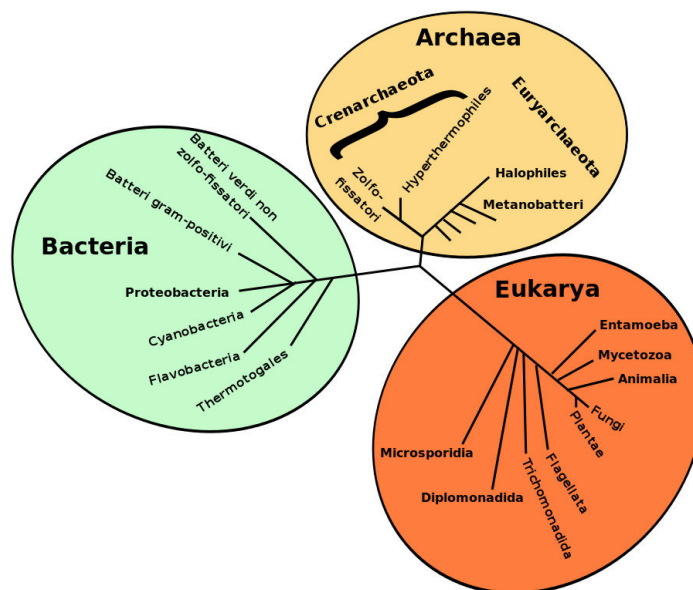 Archaea
Crenarchaeota
Euryarchaeota
Zolfo-
fissatori
Hyperthermophiles
Halophiles
Metanobatteri
Bacteria
Batteri verdi non
zolfo-fissatori
Batteri gram-positivi
Proteobacteria
Cyanobacteria
Flavobacteria
Thermotogales
Eukarya
Entamoeba
Mycetozoa
Animalia
Fungi
Plantae
Flagellata
Trichomonadida
Diplomonadida
Microsporidia